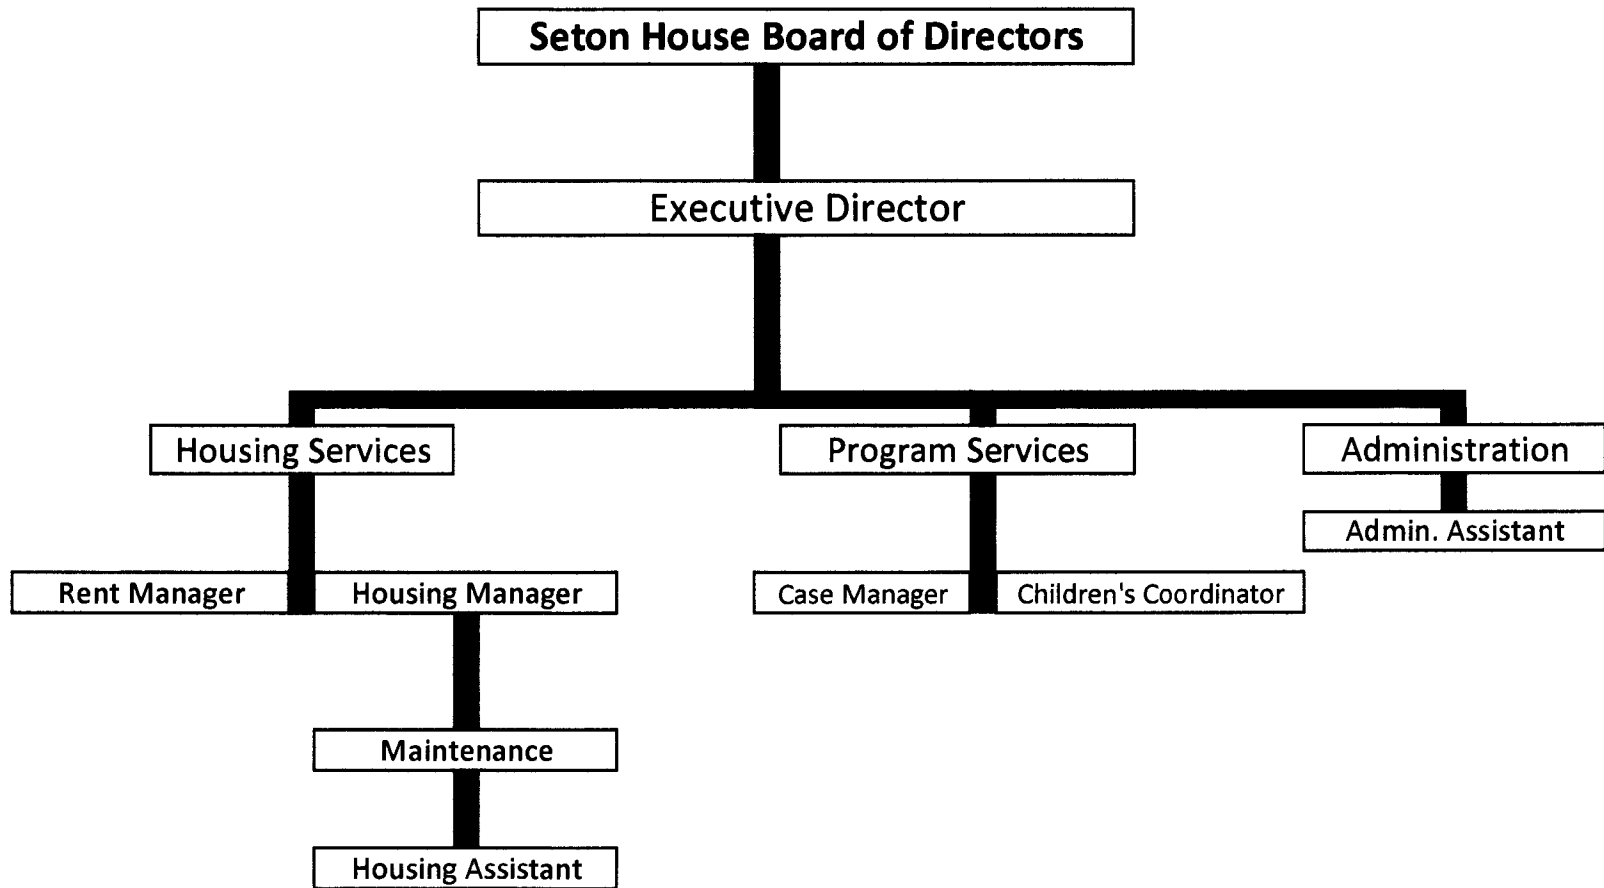 Seton House Board of Directors
Executive Director
Housing Services
Program Services
Administration
Admin. Assistant
Rent Manager
Housing Manager
Case Manager
Children's Coordinator
Maintenance
Housing Assistant